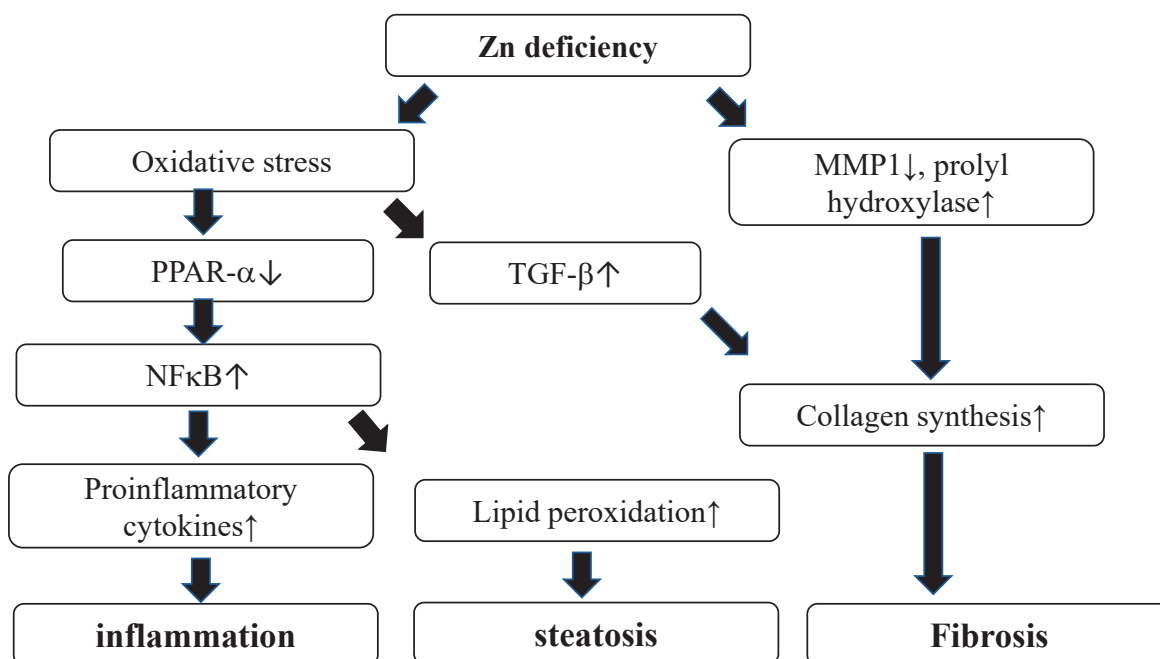 Zn deficiency
Oxidative stress
MMP1↓, prolyl
hydroxylase↑
PPAR-α↓
TGF-β↑
NFκB↑
Collagen synthesis↑
Proinflammatory
cytokines↑
Lipid peroxidation↑
inflammation
steatosis
Fibrosis